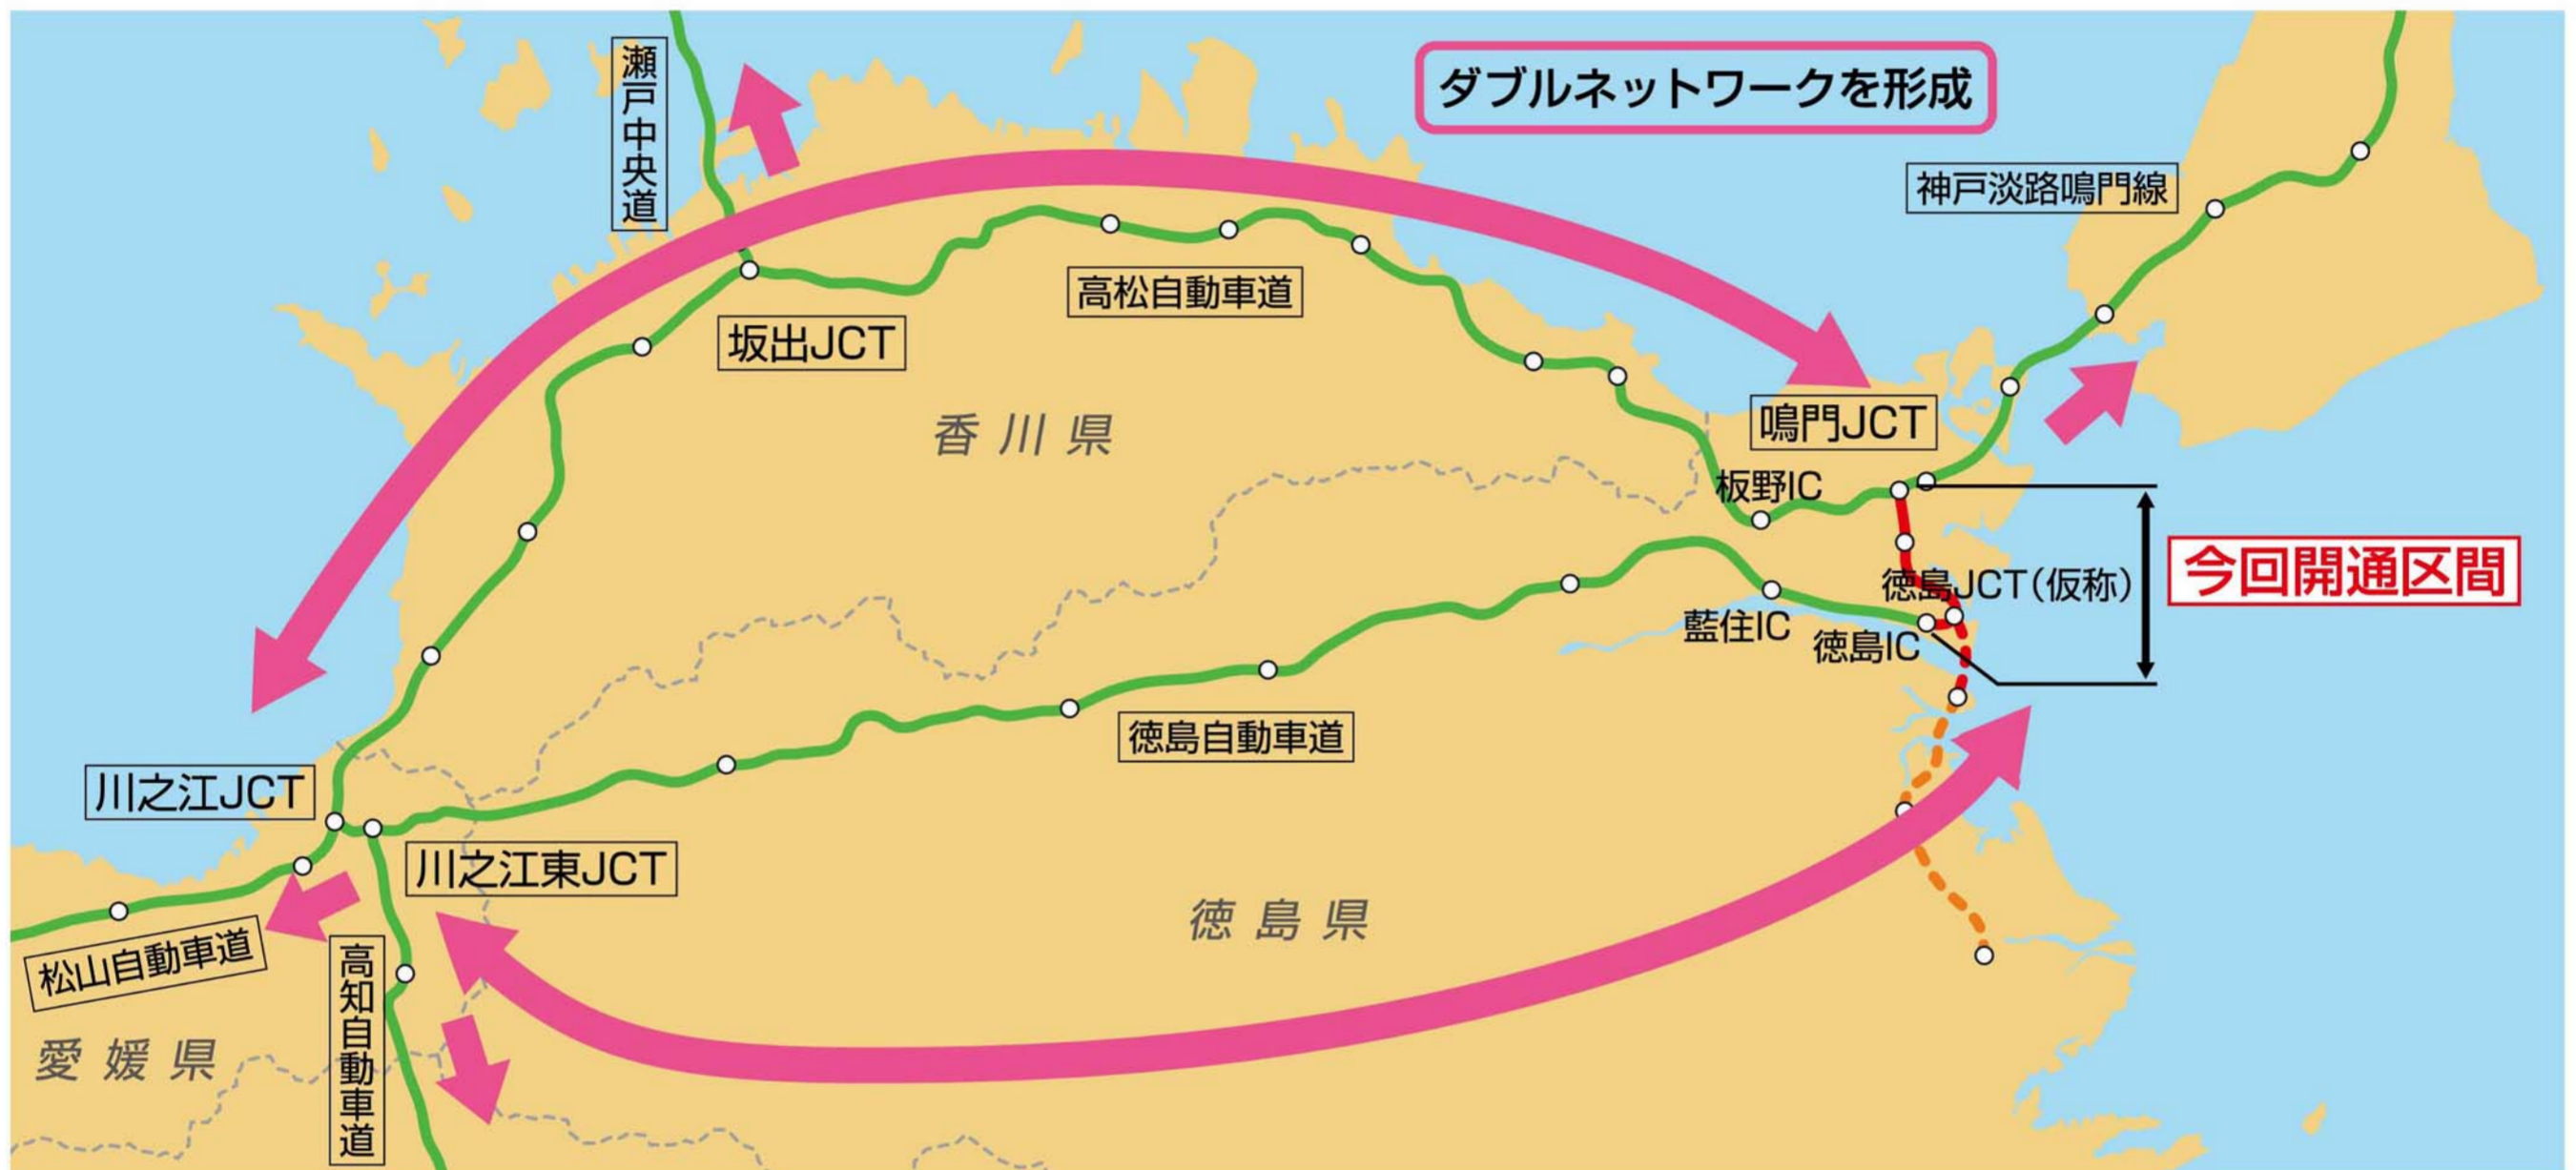 瀬戸中央道
ダブルネットワークを形成
神戸淡路鳴門線
高松自動車道
坂出JCT
香川県
鳴門JCT
板野IC
今回開通区間
徳島JCT(仮称)
藍住IC
徳島IC
徳島自動車道
川之江JCT
川之江東JCT
徳島県
松山自動車道
高知自動車道
愛媛県